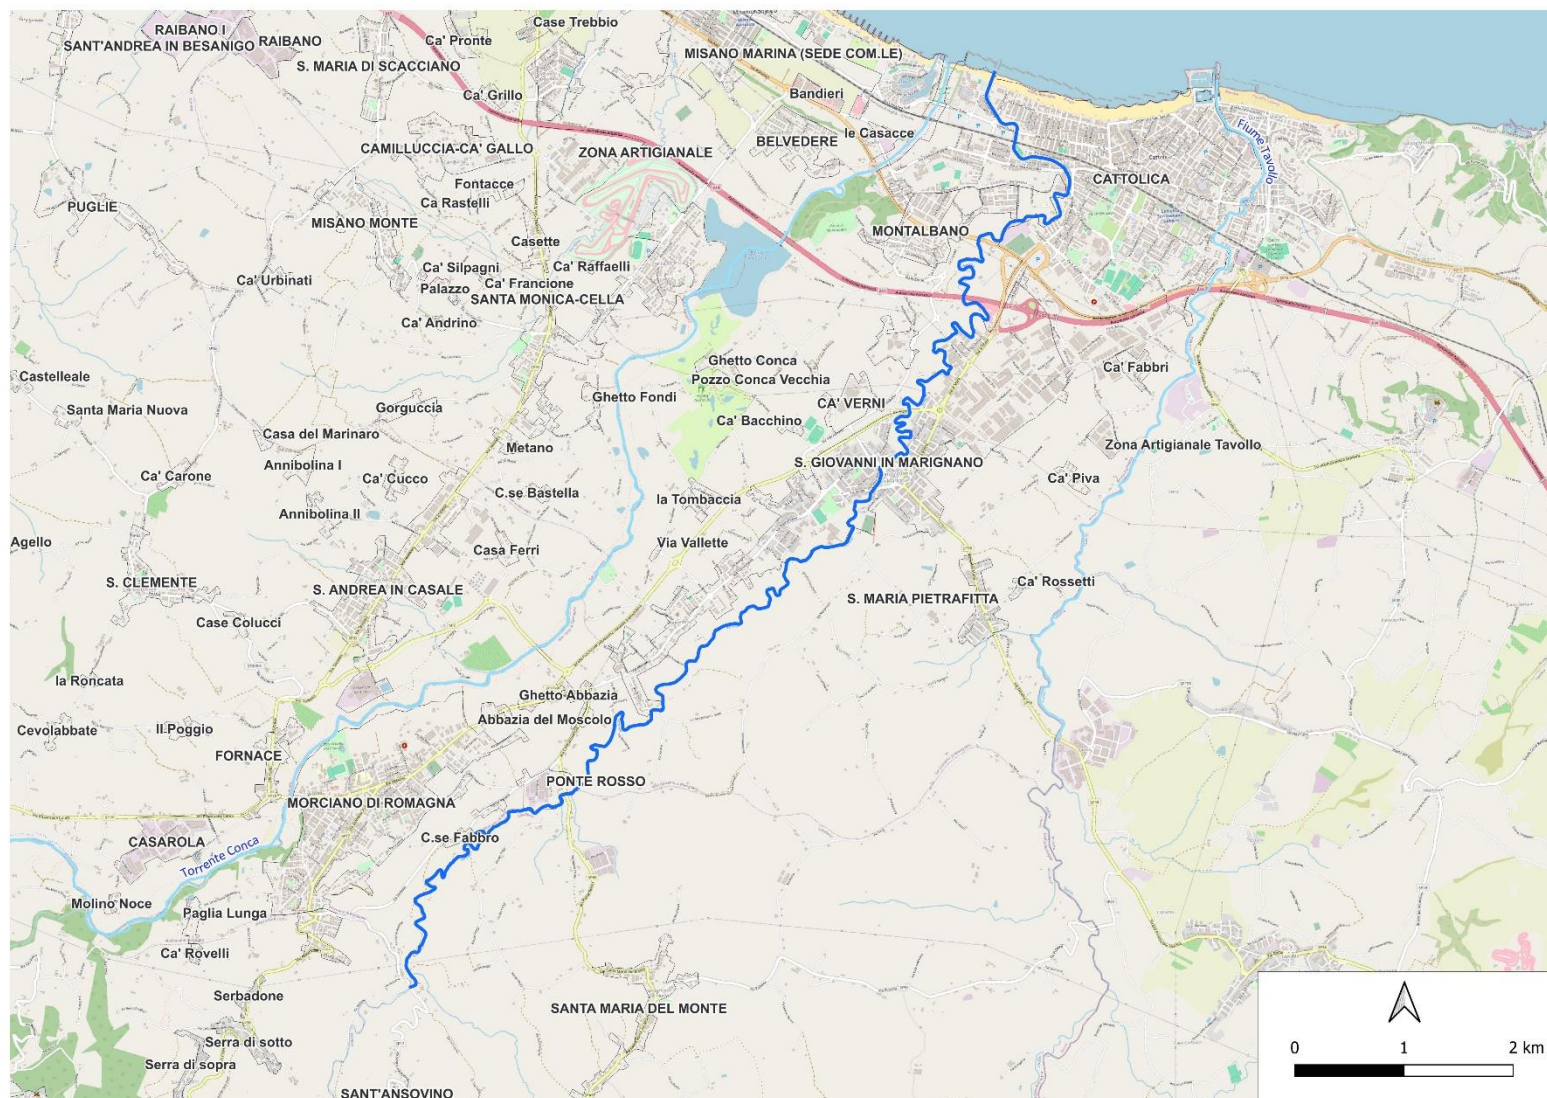 RAIBANO I
SANT'ANDREA IN BESANIGO
RAIBANO
Ca' Pronte
Case Trebbio
S. MARIA DI SCACCIANO
MISANO MARINA (SEDE COM.LE)
Ca' Grillo
Bandieri
le Casacce
BELVEDERE
CAMILLUCCIA-CA' GALLO
ZONA ARTIGIANALE
Fiume Tavollo
CATTOLICA
Fontacce
Ca Rastelli
PUGLIE
MISANO MONTE
MONTALBANO
Casette
Ca' Silpagni
Ca' Raffaelli
Ca' Urbinati
Palazzo
Ca' Francione
SANTA MONICA-CELLA
Ca' Andrino
Ghetto Conca
Ca' Fabbri
Castelleale
Pozzo Conca Vecchia
Ghetto Fondi
CA' VERNI
Santa Maria Nuova
Gorguccia
Ca' Bacchino
Casa del Marinaro
Metano
Zona Artigianale Tavollo
Annibolina I
S. GIOVANNI IN MARIGNANO
Ca' Carone
Ca' Cucco
Ca' Piva
C.se Bastella
la Tombaccia
Annibolina II
Agello
Via Vallette
Casa Ferri
S. CLEMENTE
S. ANDREA IN CASALE
Ca' Rossetti
S. MARIA PIETRAFITTA
Case Colucci
la Roncata
Ghetto Abbazia
Abbazia del Moscolo
Cevolabbate
Il Poggio
FORNACE
PONTE ROSSO
MORCIANO DI ROMAGNA
CASAROLA
C.se Fabbro
Torrente Conca
Molino Noce
Paglia Lunga
Ca' Rovelli
Serbadone
SANTA MARIA DEL MONTE
Serra di sotto
Serra di sopra
SANT'ANSOVINO
0 1 2 km